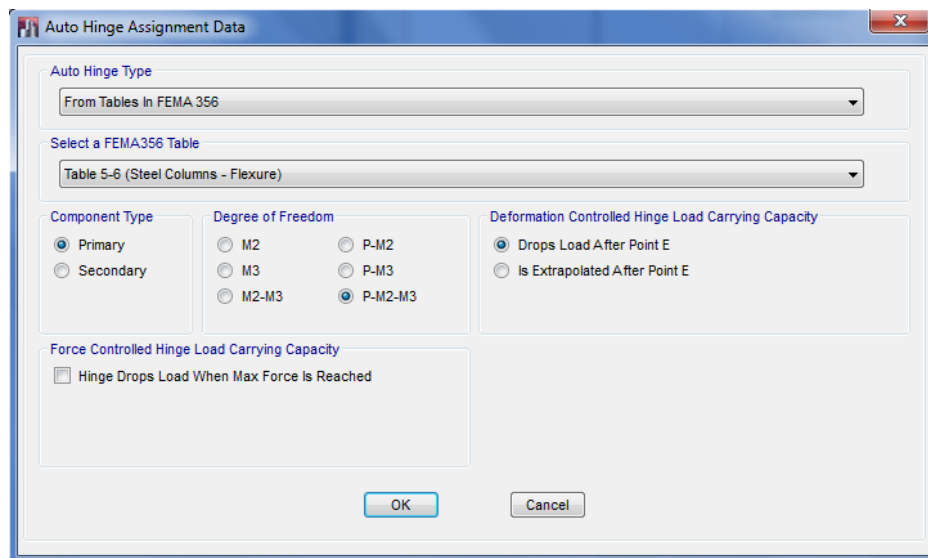 Auto Hinge Assignment Data
Auto Hinge Type
From Tables In FEMA 356
Select a FEMA356 Table
Table 5-6 (Steel Columns - Flexure)
Component Type
Primary
Secondary
Degree of Freedom
M2 P-M2
M3 P-M3
M2-M3 P-M2-M3
Deformation Controlled Hinge Load Carrying Capacity
Drops Load After Point E
Is Extrapolated After Point E
Force Controlled Hinge Load Carrying Capacity
Hinge Drops Load When Max Force Is Reached
OK Cancel